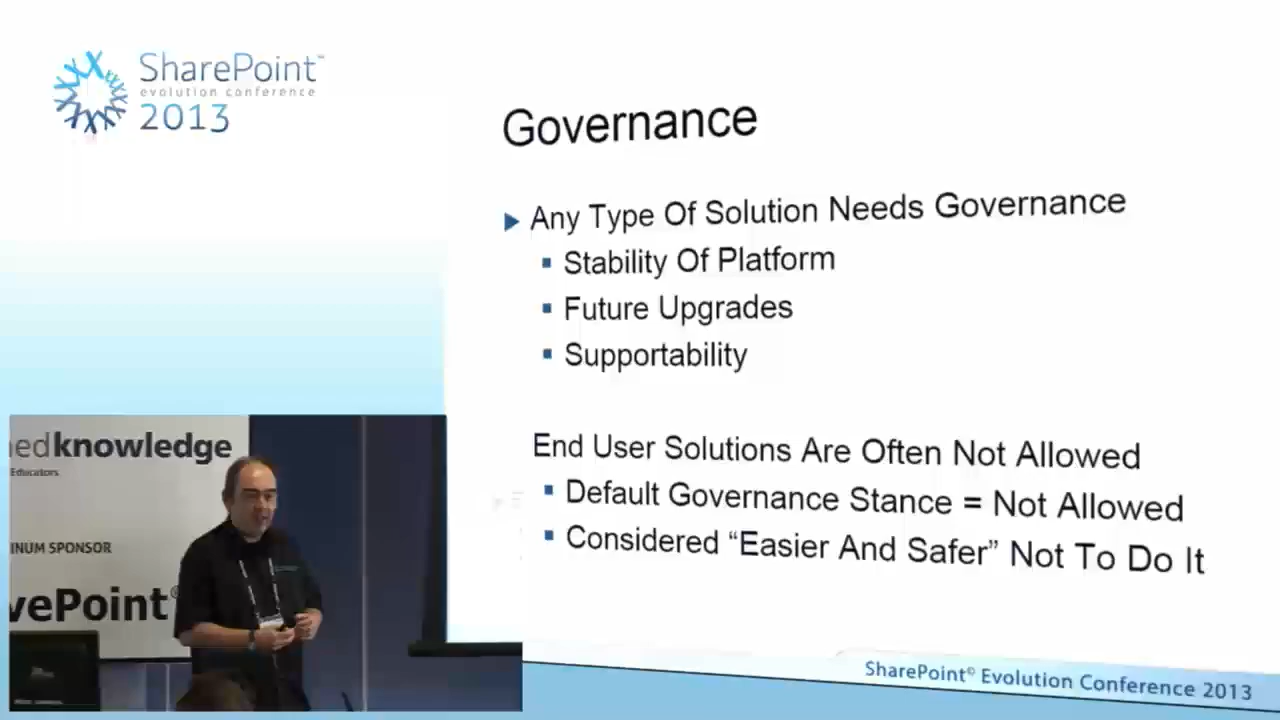 SharePoint™
evolution conference
2013
Governance
Any Type Of Solution Needs Governance
Stability Of Platform
Future Upgrades
Supportability
End User Solutions Are Often Not Allowed
Default Governance Stance = Not Allowed
Considered “Easier And Safer” Not To Do It
nedknowledge
Educators
INUM SPONSOR
vePoint®
SharePoint® Evolution Conference 2013